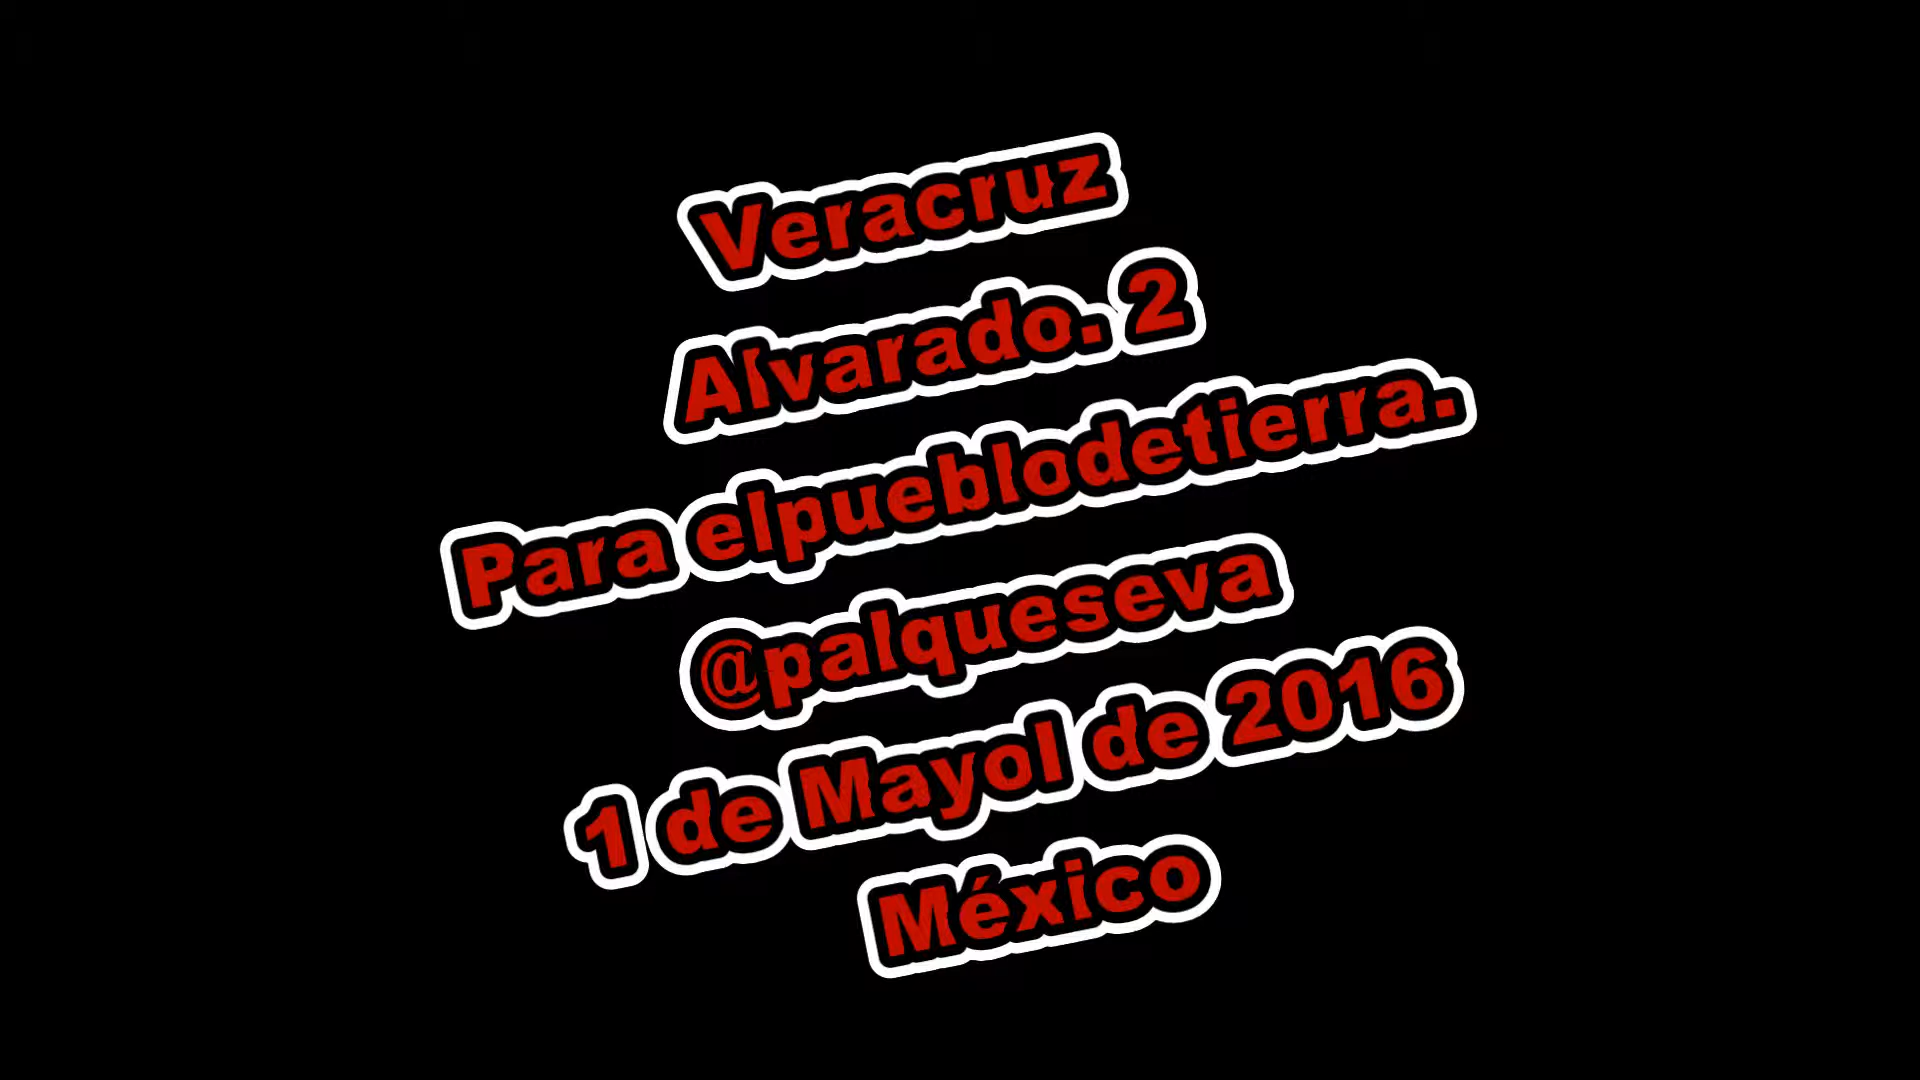 Veracruz
Alvarado. 2
Para elpueblodetierra.
@palqueseva
1 de Mayol de 2016
México